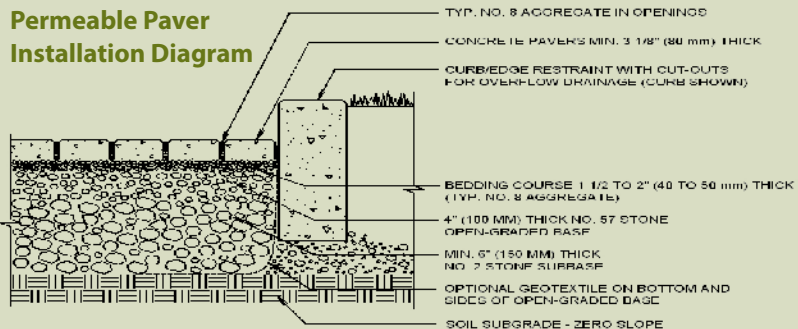 Permeable Paver
Installation Diagram
TYP. NO. 8 AGGREGATE IN OPENINGS
CONCRETE PAVERS MIN. 3 1/8" (80 mm) THICK
CURB/EDGE RESTRAINT WITH CUT-OUTS
FOR OVERFLOW DRAINAGE (CURB SHOWN)
BEDDING COURSE 1 1/2 TO 2" (40 TO 50 mm) THICK
(TYP. NO. 8 AGGREGATE)
4" (100 MM) THICK NO. 57 STONE
OPEN-GRADED BASE
MIN. 6" (150 MM) THICK
NO. 2 STONE SUBBASE
OPTIONAL GEOTEXTILE ON BOTTOM AND
SIDES OF OPEN-GRADED BASE
SOIL SUBGRADE - ZERO SLOPE